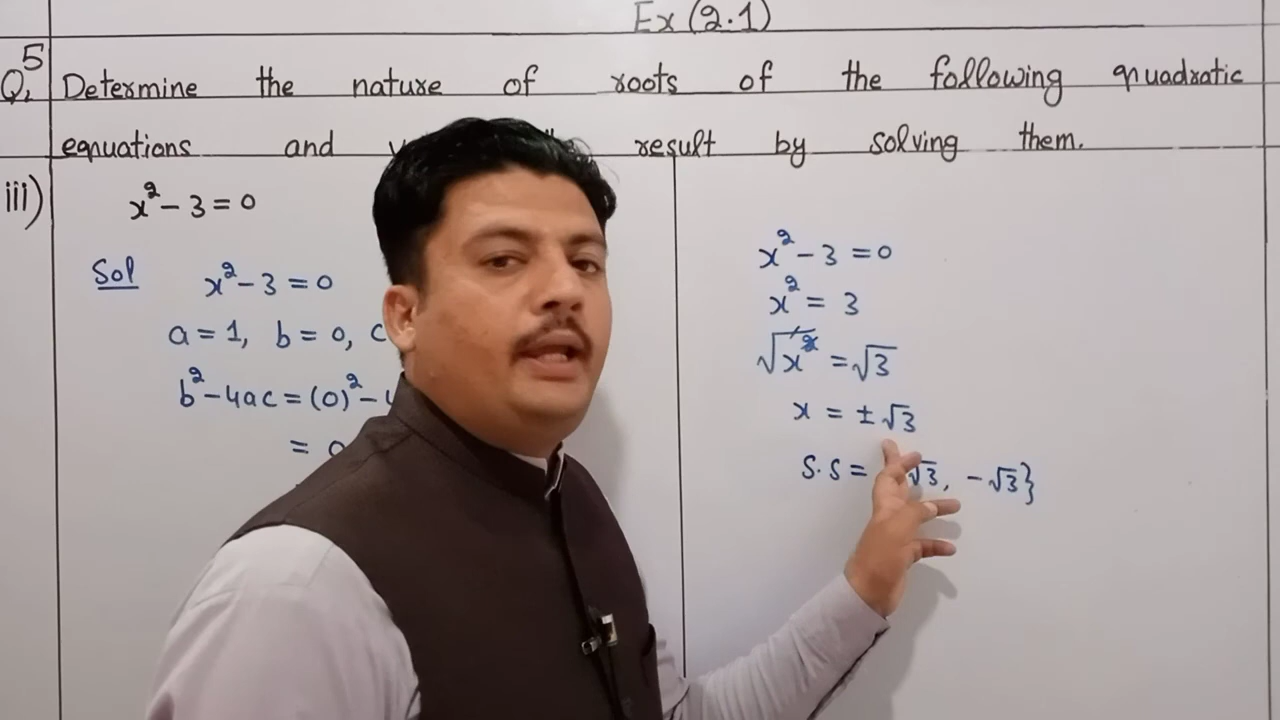 Ex (2.1)
Q.5 Determine the nature of roots of the following quadratic
equations and result by solving them.
iii) x² - 3 = 0
Sol x² - 3 = 0
a = 1, b = 0, c
b² - 4ac = (0)² -
= 0
x² - 3 = 0
x² = 3
√x² = √3
x = ± √3
S.S = √3, -√3}